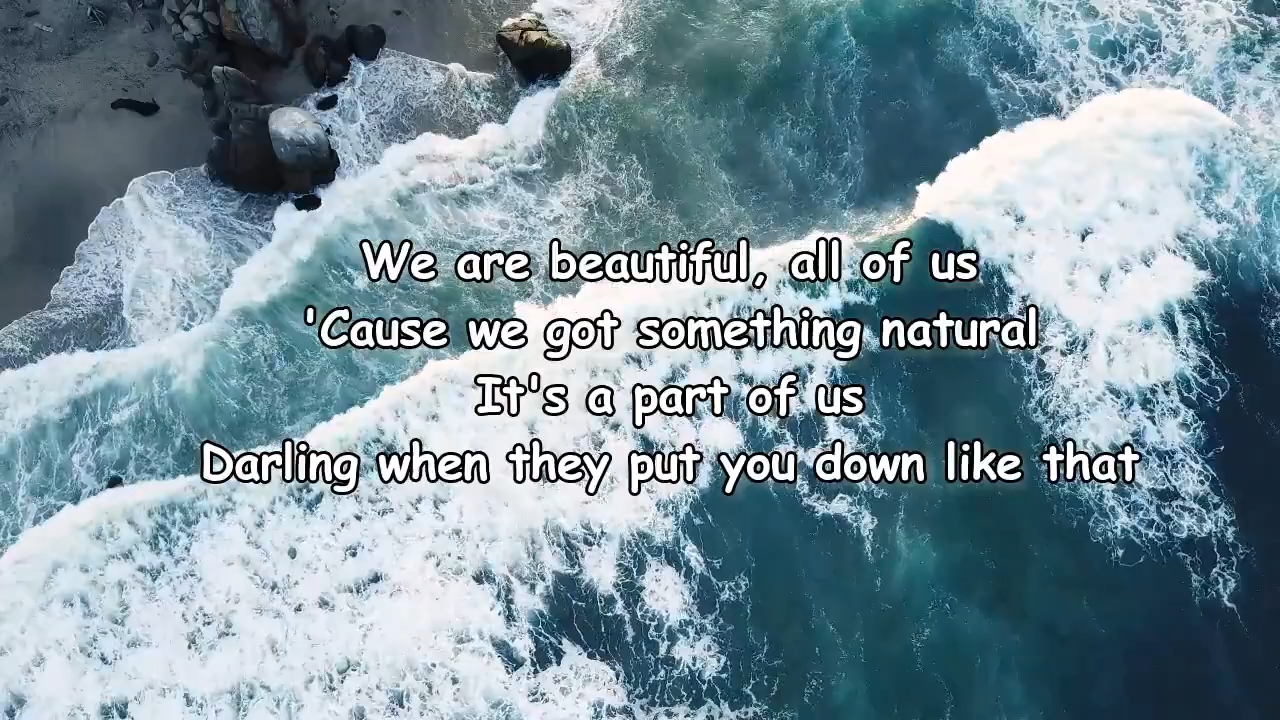 We are beautiful, all of us
'Cause we got something natural
It's a part of us
Darling when they put you down like that